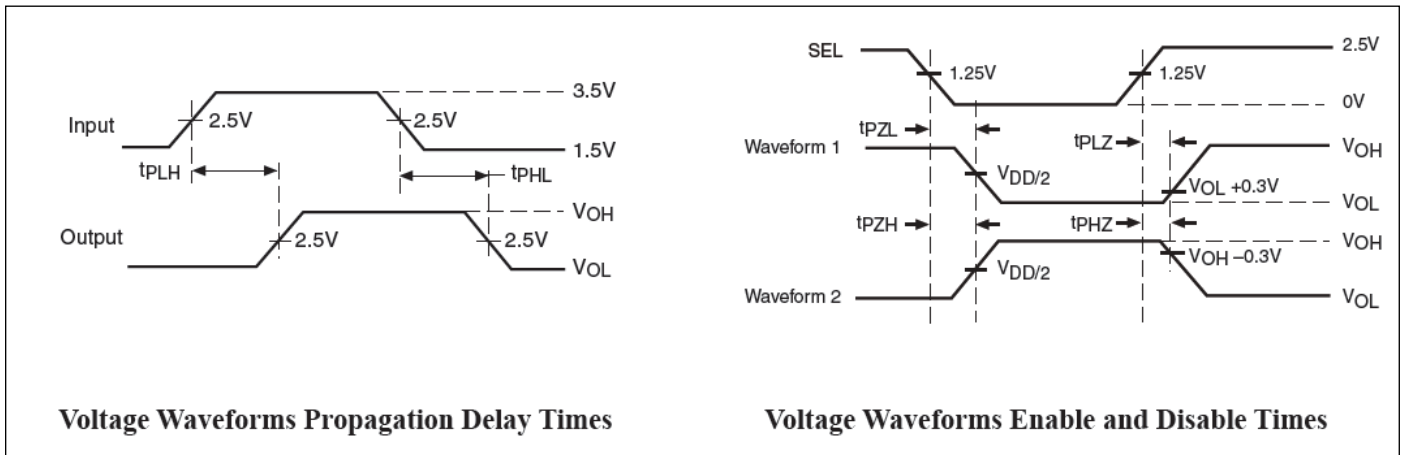 3.5V
Input
2.5V
2.5V
1.5V
tPLH
tPHL
VOH
Output
2.5V
2.5V
VOL
Voltage Waveforms Propagation Delay Times
SEL
2.5V
1.25V
1.25V
0V
tPZL
tPLZ
Waveform 1
VOH
VDD/2
VOL +0.3V
VOL
tPZH
tPHZ
VOH
VOH –0.3V
VDD/2
Waveform 2
VOL
Voltage Waveforms Enable and Disable Times